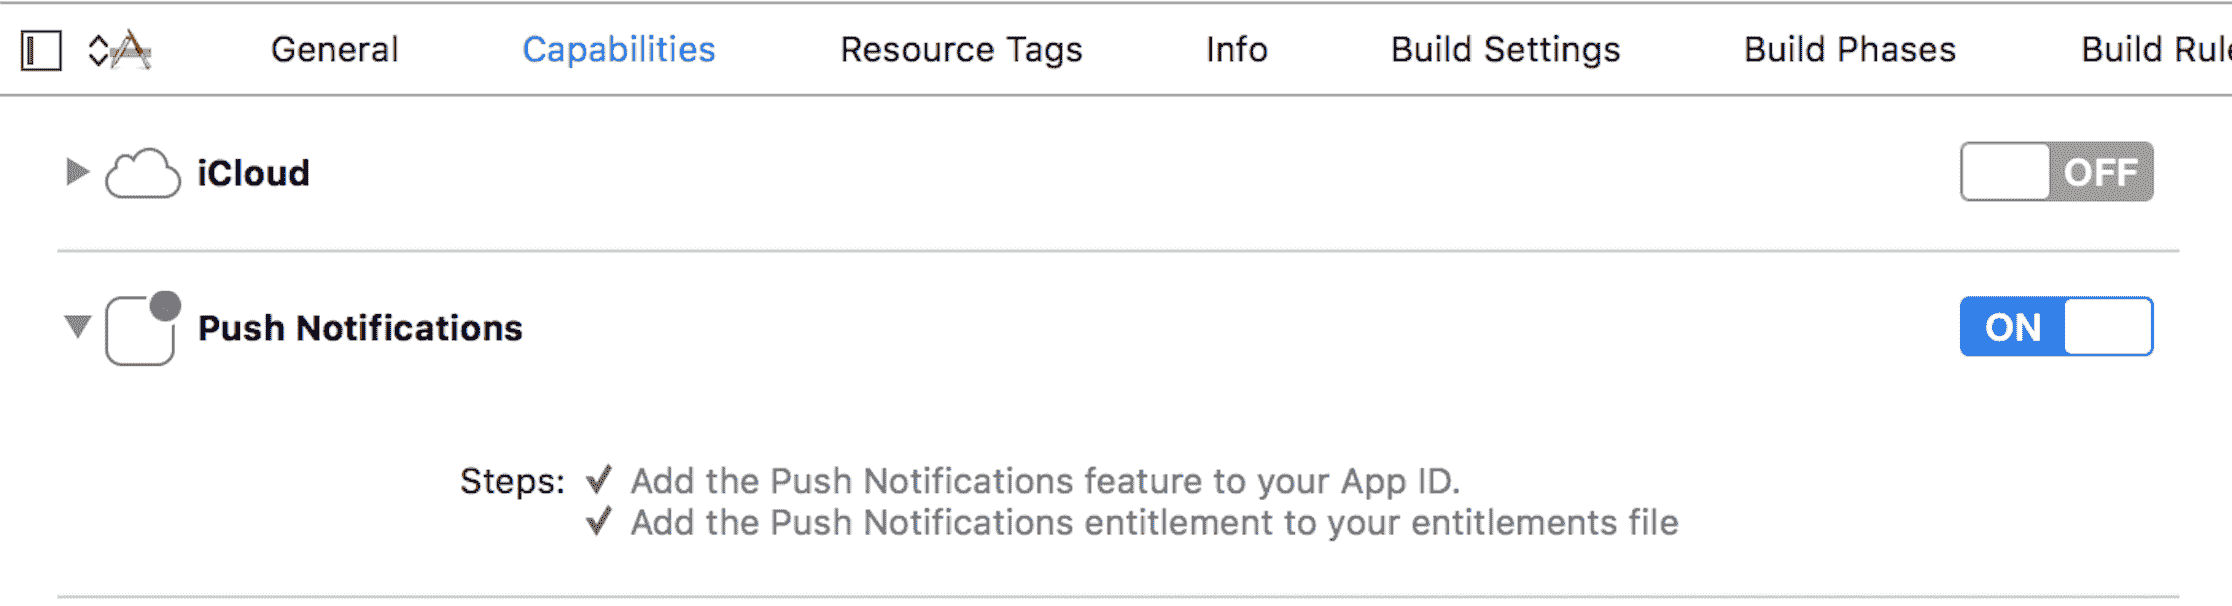 General Capabilities Resource Tags Info Build Settings Build Phases Build Rul
iCloud OFF
Push Notifications ON
Steps: ✓ Add the Push Notifications feature to your App ID.
✓ Add the Push Notifications entitlement to your entitlements file